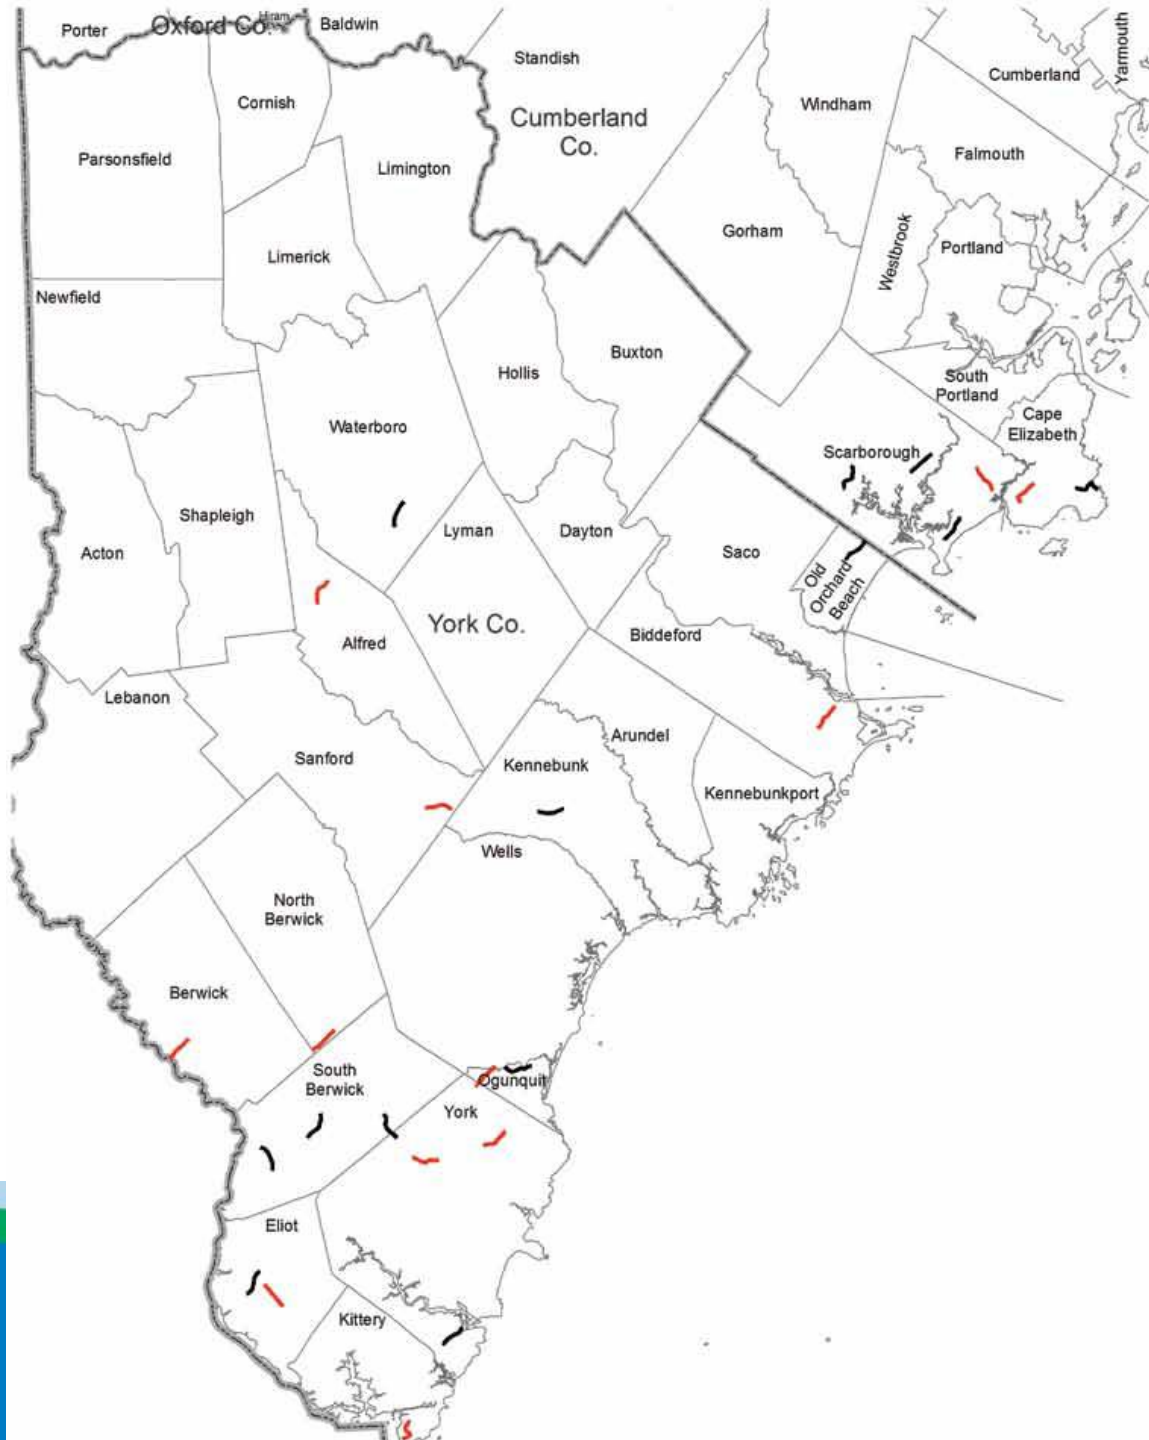 Porter
Oxford Co.
Hiram
Baldwin
Standish
Cumberland
Yarmouth
Cornish
Windham
Cumberland
Co.
Parsonsfield
Limington
Falmouth
Gorham
Westbrook
Portland
Limerick
Newfield
Buxton
Hollis
South
Portland
Cape
Elizabeth
Waterboro
Scarborough
Shapleigh
Lyman
Dayton
Saco
Acton
Old
Orchard
Beach
York Co.
Biddeford
Alfred
Lebanon
Arundel
Sanford
Kennebunk
Kennebunkport
Wells
North
Berwick
Berwick
South
Berwick
Ogunquit
York
Eliot
Kittery